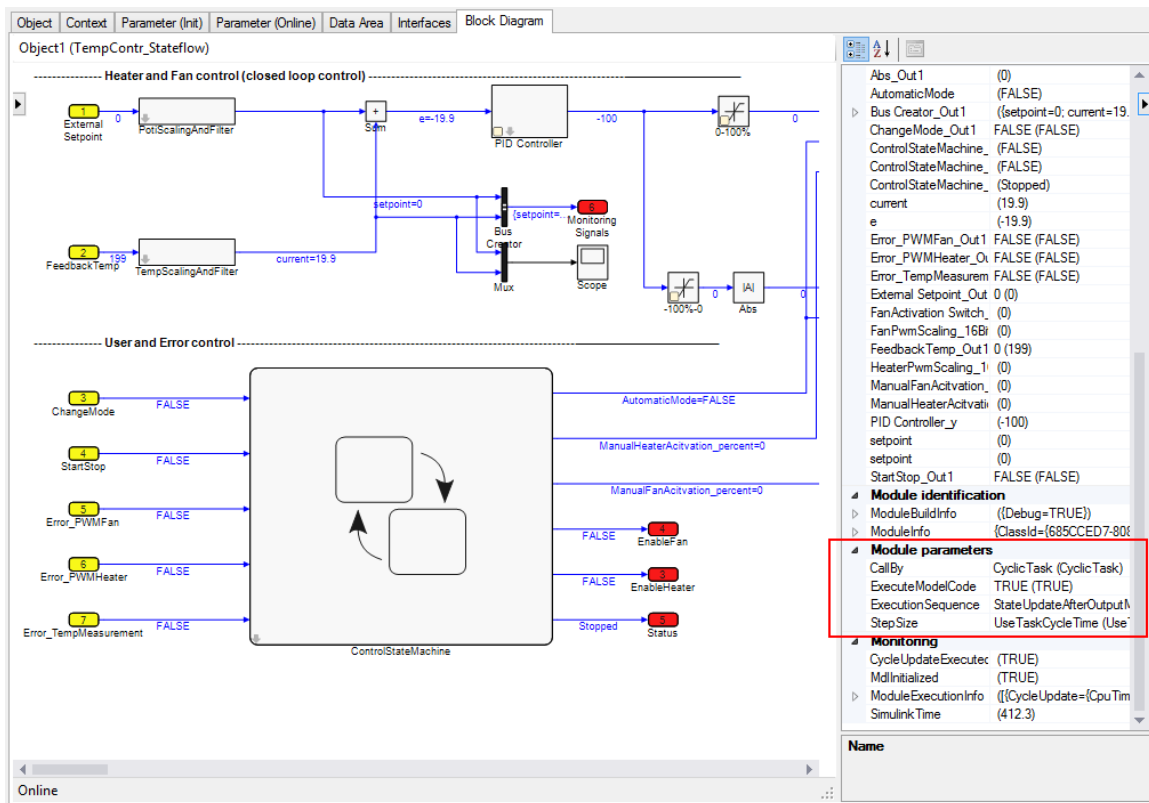 Object Context Parameter (Init) Parameter (Online) Data Area Interfaces Block Diagram
Object1 (TempContr_Stateflow)
--------------- Heater and Fan control (closed loop control) ---------------
1
External
Setpoint
0
PotiScalingAndFilter
+
+
Sum
e=-19.9
PID Controller
-100
0-100%
0
setpoint=0
Bus
Creator
{setpoint=...
6
Monitoring
Signals
2
FeedbackTemp
199
TempScalingAndFilter
current=19.9
Mux
Scope
-100%-0
0
|A|
Abs
0
--------------- User and Error control ---------------
3
ChangeMode
FALSE
4
StartStop
FALSE
5
Error_PWMFan
FALSE
6
Error_PWMHeater
FALSE
7
Error_TempMeasurement
FALSE
ControlStateMachine
AutomaticMode=FALSE
ManualHeaterAcitvation_percent=0
ManualFanAcitvation_percent=0
FALSE
4
EnableFan
FALSE
3
EnableHeater
Stopped
5
Status
Online
Abs_Out1 (0)
AutomaticMode (FALSE)
Bus Creator_Out1 ({setpoint=0; current=19.
ChangeMode_Out1 FALSE (FALSE)
ControlStateMachine_ (FALSE)
ControlStateMachine_ (FALSE)
ControlStateMachine_ (Stopped)
current (19.9)
e (-19.9)
Error_PWMFan_Out1 FALSE (FALSE)
Error_PWMHeater_Ou FALSE (FALSE)
Error_TempMeasurem FALSE (FALSE)
External Setpoint_Out 0 (0)
FanActivation Switch_ (0)
FanPwmScaling_16Bi (0)
FeedbackTemp_Out1 0 (199)
HeaterPwmScaling_1 (0)
ManualFanAcitvation_ (0)
ManualHeaterAcitvati (0)
PID Controller_y (-100)
setpoint (0)
setpoint (0)
StartStop_Out1 FALSE (FALSE)
Module identification
ModuleBuildInfo ({Debug=TRUE})
ModuleInfo {ClassId={685CCED7-808
Module parameters
CallBy CyclicTask (CyclicTask)
ExecuteModelCode TRUE (TRUE)
ExecutionSequence StateUpdateAfterOutputM
StepSize UseTaskCycleTime (UseT
Monitoring
CycleUpdateExecutec (TRUE)
MdlInitialized (TRUE)
ModuleExecutionInfo ([{CycleUpdate={CpuTim
SimulinkTime (412.3)
Name